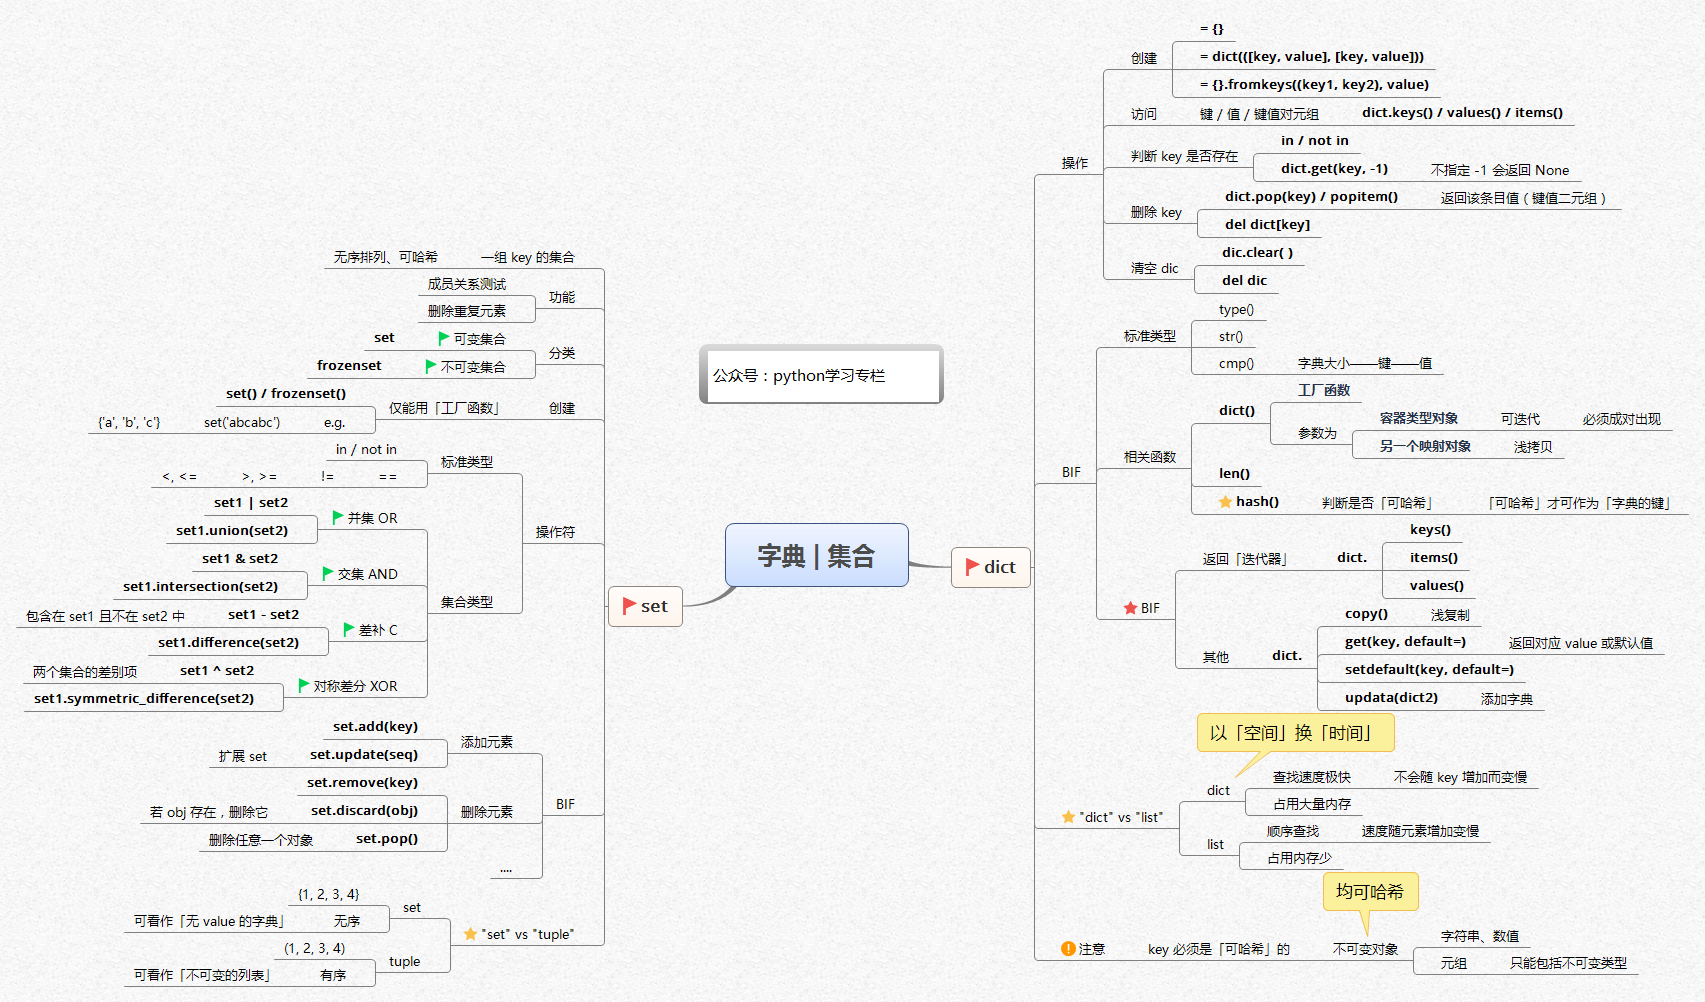 字典 | 集合
公众号：python学习专栏
dict
操作
创建
= {}
= dict(([key, value], [key, value]))
= {}.fromkeys((key1, key2), value)
访问 键 / 值 / 键值对元组 dict.keys() / values() / items()
判断 key 是否存在
in / not in
dict.get(key, -1) 不指定 -1 会返回 None
删除 key
dict.pop(key) / popitem() 返回该条目值（键值二元组）
del dict[key]
清空 dic
dic.clear( )
del dic
BIF
标准类型
type()
str()
cmp() 字典大小——键——值
相关函数
dict()
工厂函数
参数为
容器类型对象 可迭代 必须成对出现
另一个映射对象 浅拷贝
len()
hash() 判断是否「可哈希」 「可哈希」才可作为「字典的键」
BIF
返回「迭代器」 dict.
keys()
items()
values()
其他 dict.
copy() 浅复制
get(key, default=) 返回对应 value 或默认值
setdefault(key, default=)
updata(dict2) 添加字典
"dict" vs "list"
以「空间」换「时间」
dict
查找速度极快 不会随 key 增加而变慢
占用大量内存
list
顺序查找 速度随元素增加变慢
占用内存少
注意 key 必须是「可哈希」的 不可变对象
均可哈希
字符串、数值
元组 只能包括不可变类型
set
无序排列、可哈希 一组 key 的集合
功能
成员关系测试
删除重复元素
分类
set 可变集合
frozenset 不可变集合
创建
仅能用「工厂函数」
set() / frozenset()
{'a', 'b', 'c'} set('abcabc') e.g.
操作符
标准类型
in / not in
<, <= >, >= != ==
集合类型
并集 OR
set1 | set2
set1.union(set2)
交集 AND
set1 & set2
set1.intersection(set2)
差补 C
包含在 set1 且不在 set2 中 set1 - set2
set1.difference(set2)
对称差分 XOR
两个集合的差别项 set1 ^ set2
set1.symmetric_difference(set2)
BIF
添加元素
set.add(key)
扩展 set set.update(seq)
删除元素
set.remove(key)
若 obj 存在，删除它 set.discard(obj)
删除任意一个对象 set.pop()
....
"set" vs "tuple"
set
{1, 2, 3, 4}
可看作「无 value 的字典」 无序
tuple
(1, 2, 3, 4)
可看作「不可变的列表」 有序